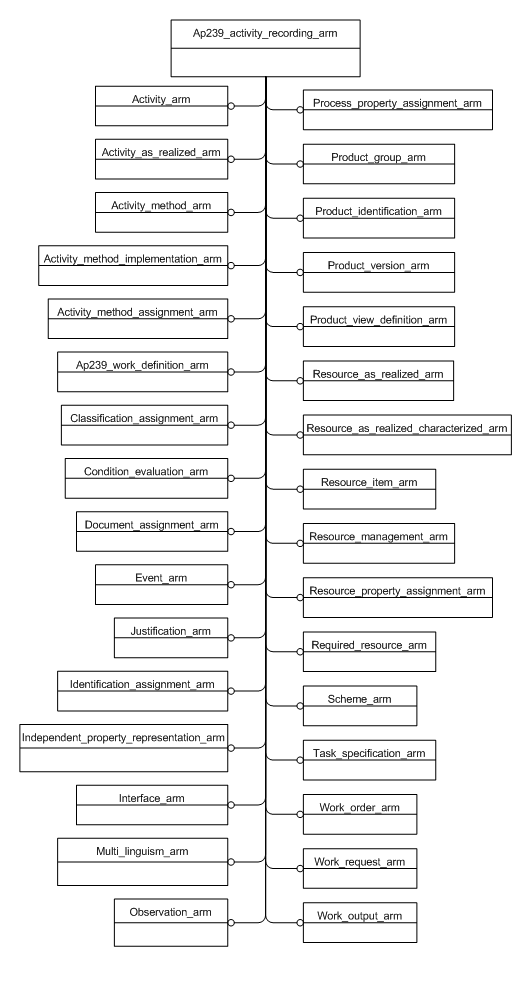 Ap239_activity_recording_arm
Activity_arm
Activity_as_realized_arm
Activity_method_arm
Activity_method_implementation_arm
Activity_method_assignment_arm
Ap239_work_definition_arm
Classification_assignment_arm
Condition_evaluation_arm
Document_assignment_arm
Event_arm
Justification_arm
Identification_assignment_arm
Independent_property_representation_arm
Interface_arm
Multi_linguism_arm
Observation_arm
Process_property_assignment_arm
Product_group_arm
Product_identification_arm
Product_version_arm
Product_view_definition_arm
Resource_as_realized_arm
Resource_as_realized_characterized_arm
Resource_item_arm
Resource_management_arm
Resource_property_assignment_arm
Required_resource_arm
Scheme_arm
Task_specification_arm
Work_order_arm
Work_request_arm
Work_output_arm